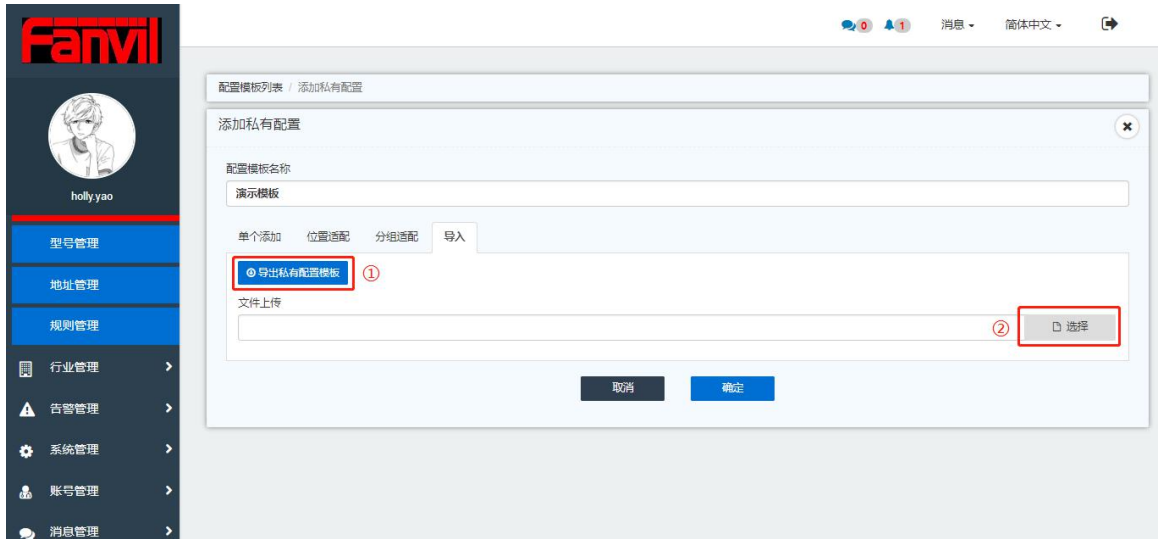 Fanvil
0 1 消息 简体中文
配置模板列表 / 添加私有配置
添加私有配置
holly.yao
配置模板名称
演示模板
型号管理
地址管理
规则管理
行业管理
告警管理
系统管理
账号管理
消息管理
单个添加 位置适配 分组适配 导入
导出私有配置模板 ①
文件上传
② 选择
取消 确定